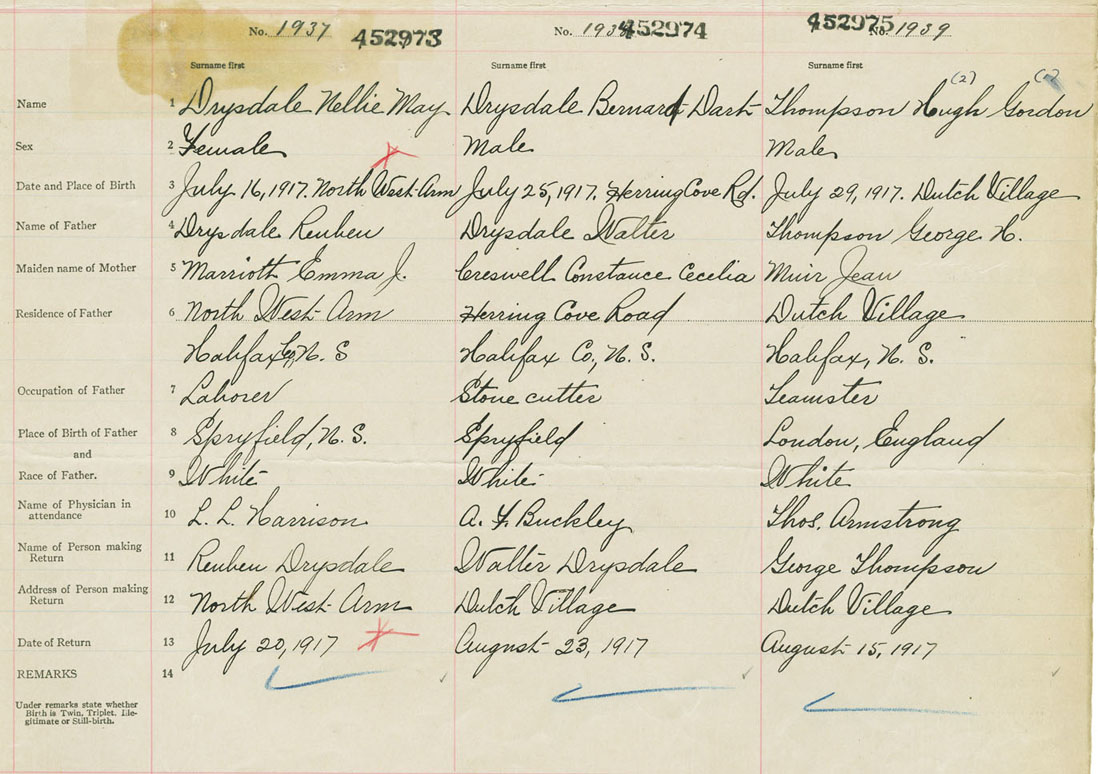 No. 1937 452973 No. 1938 452974 452975 No. 1939
Surname first Surname first Surname first
(2) (1)
Name 1 Drysdale Nellie May Drysdale Bernard Dart Thompson Hugh Gordon
Sex 2 Female Male Male
Date and Place of Birth 3 July 16, 1917. North West Arm July 25, 1917. Herring Cove Rd. July 29, 1917. Dutch Village
Name of Father 4 Drysdale Reuben Drysdale Walter Thompson George H.
Maiden name of Mother 5 Marriott Emma J. Creswell Constance Cecelia Muir Jean
Residence of Father 6 North West Arm Herring Cove Road Dutch Village
Halifax Co, N. S Halifax Co., N. S. Halifax, N. S.
Occupation of Father 7 Laborer Stone cutter Teamster
Place of Birth of Father 8 Spryfield, N. S. Spryfield London, England
and
Race of Father. 9 White White White
Name of Physician in
attendance 10 L. L. Harrison A. F. Buckley Thos. Armstrong
Name of Person making
Return 11 Reuben Drysdale Walter Drysdale George Thompson
Address of Person making
Return 12 North West Arm Dutch Village Dutch Village
Date of Return 13 July 20, 1917 August 23, 1917 August 15, 1917
REMARKS 14
Under remarks state whether
Birth is Twin, Triplet, Ille-
gitimate or Still-birth.